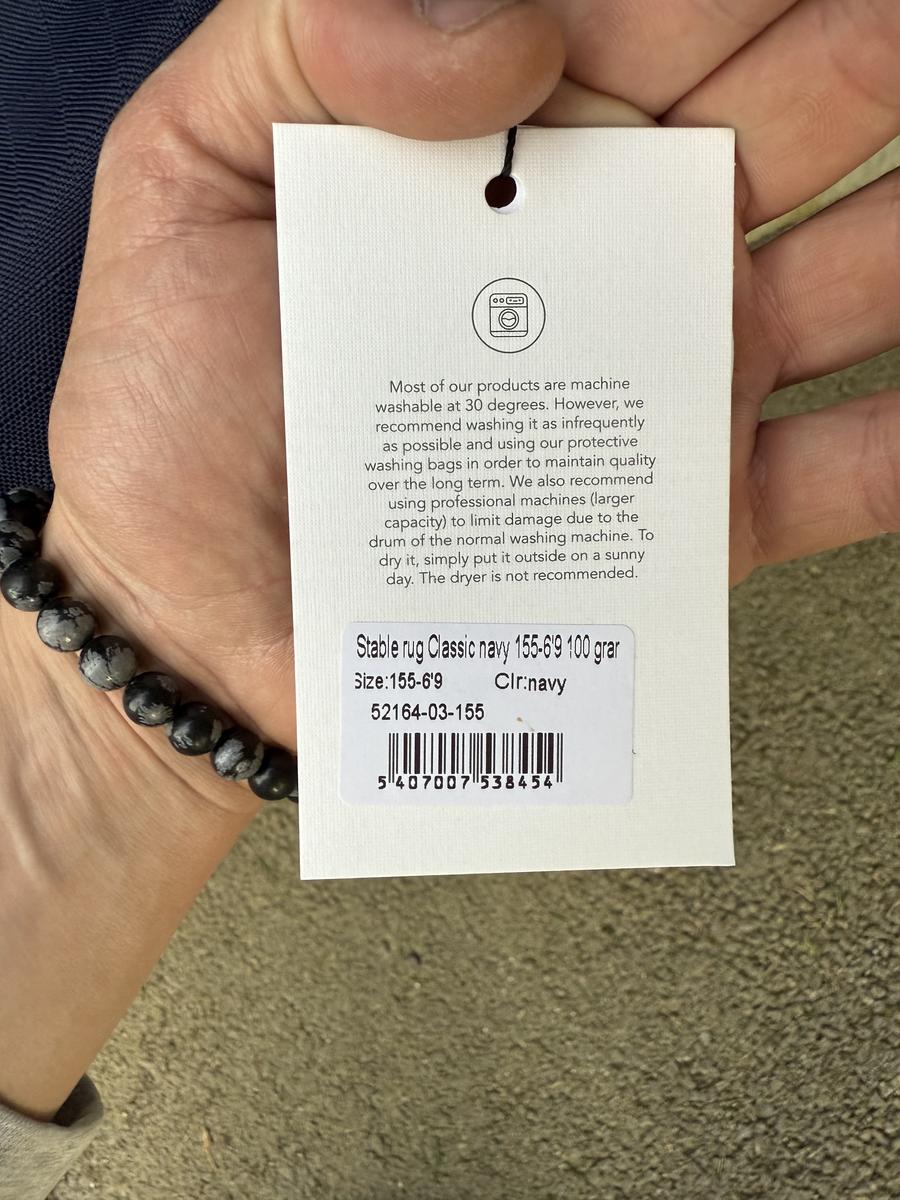 Most of our products are machine
washable at 30 degrees. However, we
recommend washing it as infrequently
as possible and using our protective
washing bags in order to maintain quality
over the long term. We also recommend
using professional machines (larger
capacity) to limit damage due to the
drum of the normal washing machine. To
dry it, simply put it outside on a sunny
day. The dryer is not recommended.
Stable rug Classic navy 155-6'9 100 grar
Size:155-6'9 Clr:navy
52164-03-155
5 407007 538454